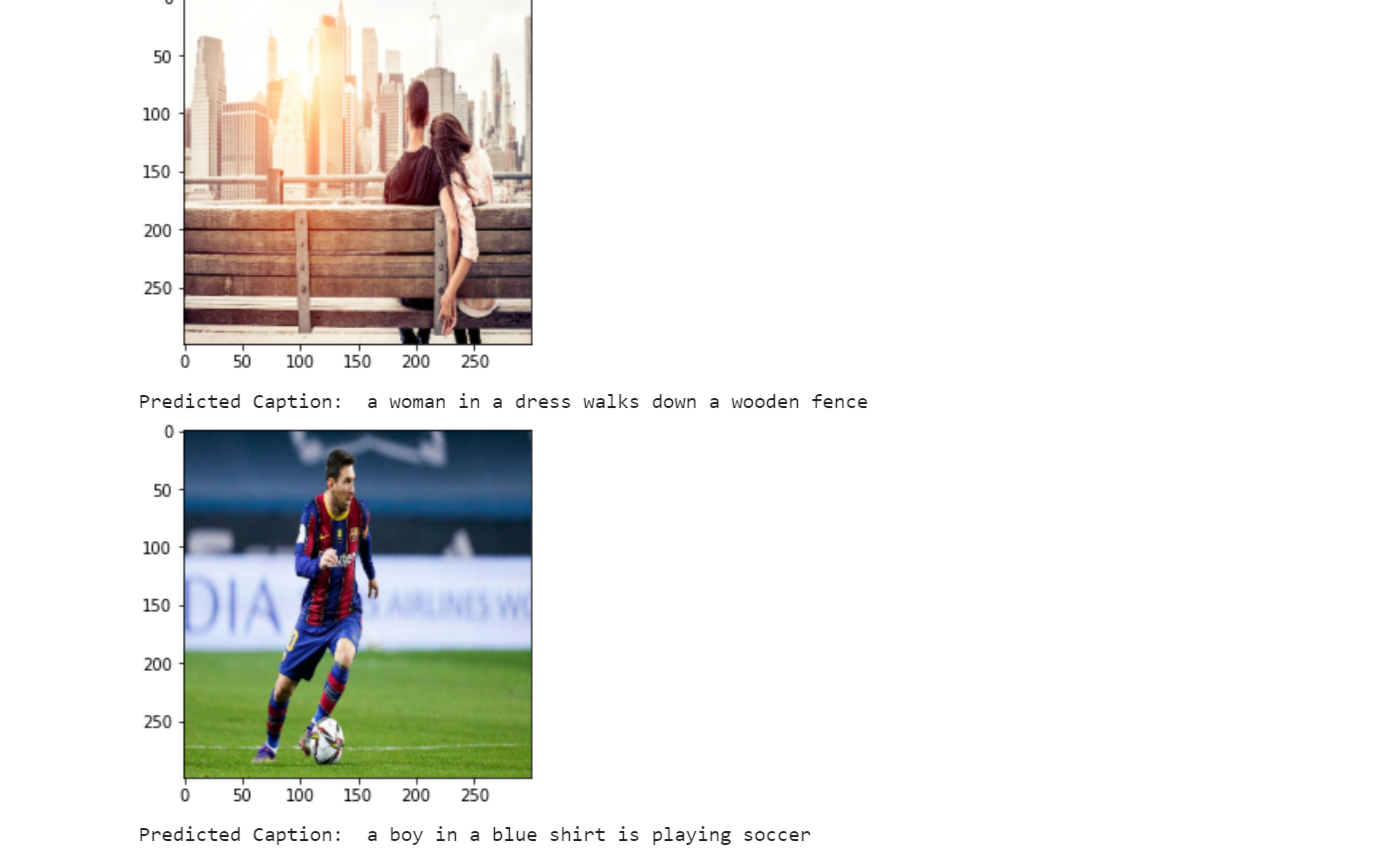 0
50
100
150
200
250
0 50 100 150 200 250
Predicted Caption:  a woman in a dress walks down a wooden fence
0
50
100
DIA AIRLINES WO
150
200
250
0 50 100 150 200 250
Predicted Caption:  a boy in a blue shirt is playing soccer